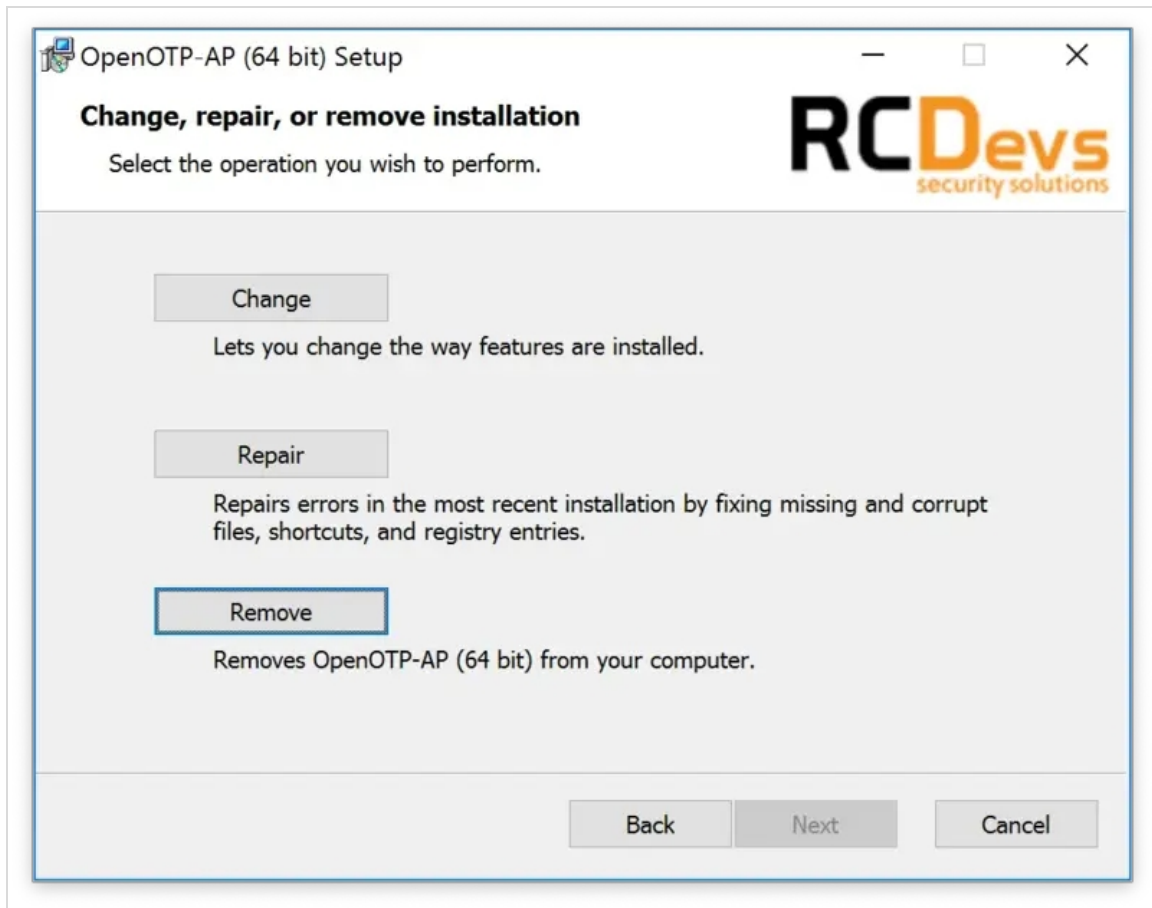 OpenOTP-AP (64 bit) Setup
Change, repair, or remove installation
Select the operation you wish to perform.
RCDevs
security solutions
Change
Lets you change the way features are installed.
Repair
Repairs errors in the most recent installation by fixing missing and corrupt
files, shortcuts, and registry entries.
Remove
Removes OpenOTP-AP (64 bit) from your computer.
Back Next Cancel